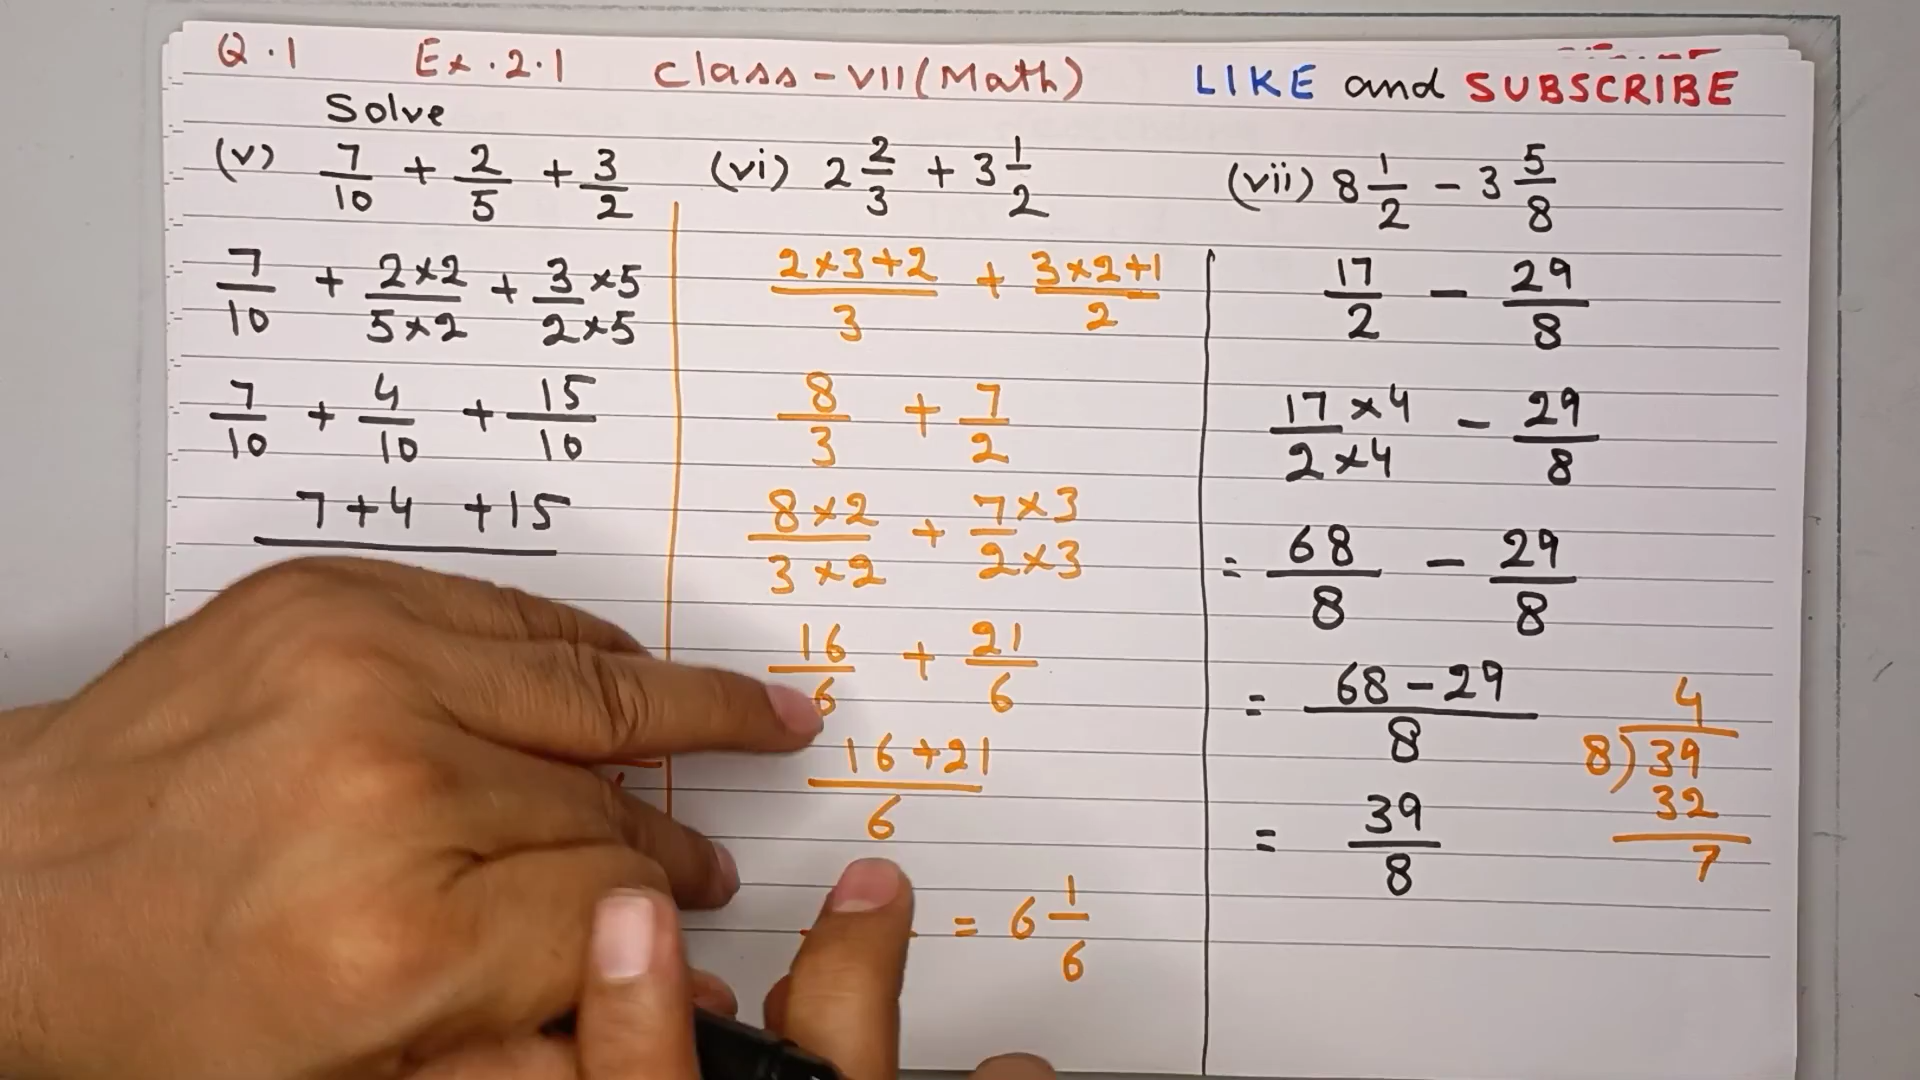 Q.1 Ex.2.1 Class-VII(Math) LIKE and SUBSCRIBE
Solve
(v) 7/10 + 2/5 + 3/2
7/10 + 2×2/5×2 + 3×5/2×5
7/10 + 4/10 + 15/10
7+4+15
(vi) 2 2/3 + 3 1/2
2×3+2/3 + 3×2+1/2
8/3 + 7/2
8×2/3×2 + 7×3/2×3
16/6 + 21/6
16+21/6
= 6 1/6
(vii) 8 1/2 - 3 5/8
17/2 - 29/8
17×4/2×4 - 29/8
= 68/8 - 29/8
= 68-29/8
= 39/8
4
8)39
32
7